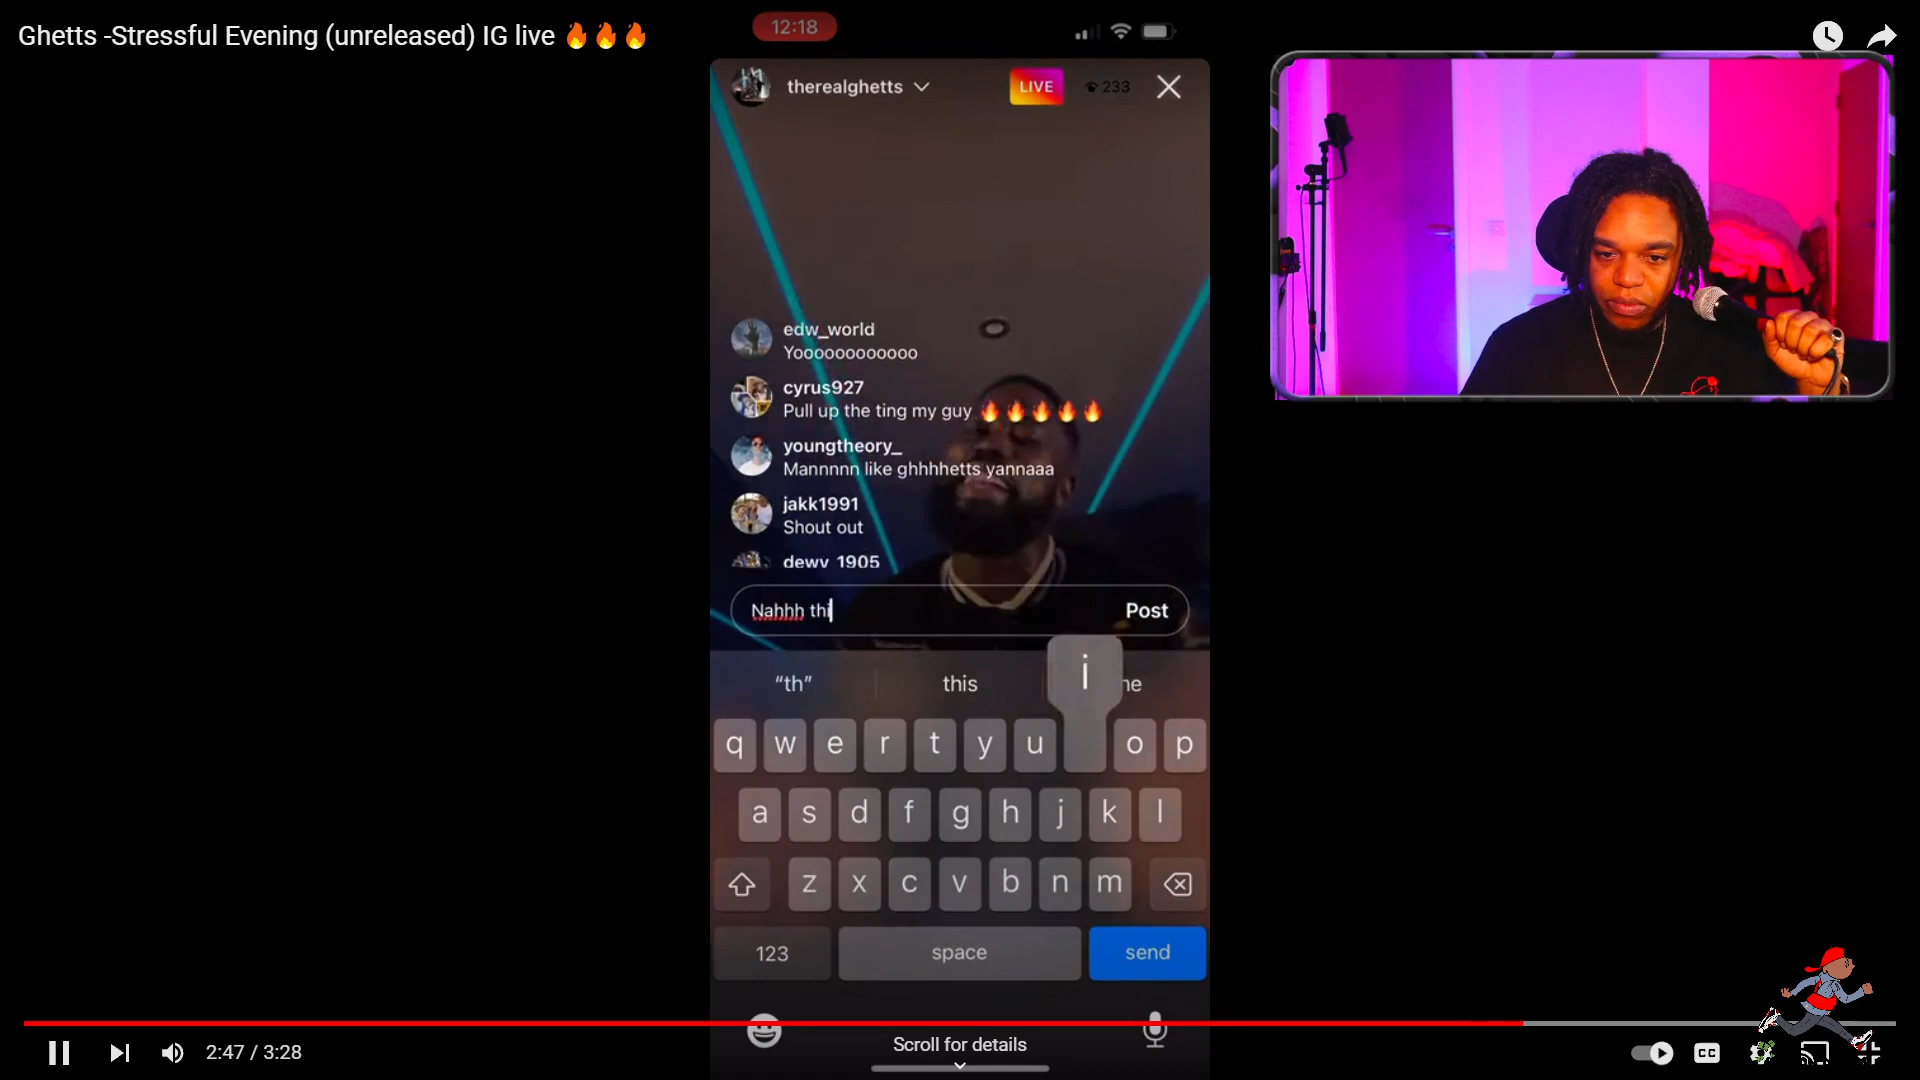 Ghetts -Stressful Evening (unreleased) IG live 🔥🔥🔥
12:18
therealghetts
LIVE
233
edw_world
Yoooooooooooo
cyrus927
Pull up the ting my guy 🔥🔥🔥🔥🔥
youngtheory_
Mannnnn like ghhhhetts yannaaa
jakk1991
Shout out
dewy_1905
Nahhh thi
Post
"th"
this
i
q w e r t y u o p
a s d f g h j k l
z x c v b n m
123
space
send
Scroll for details
2:47 / 3:28
CC